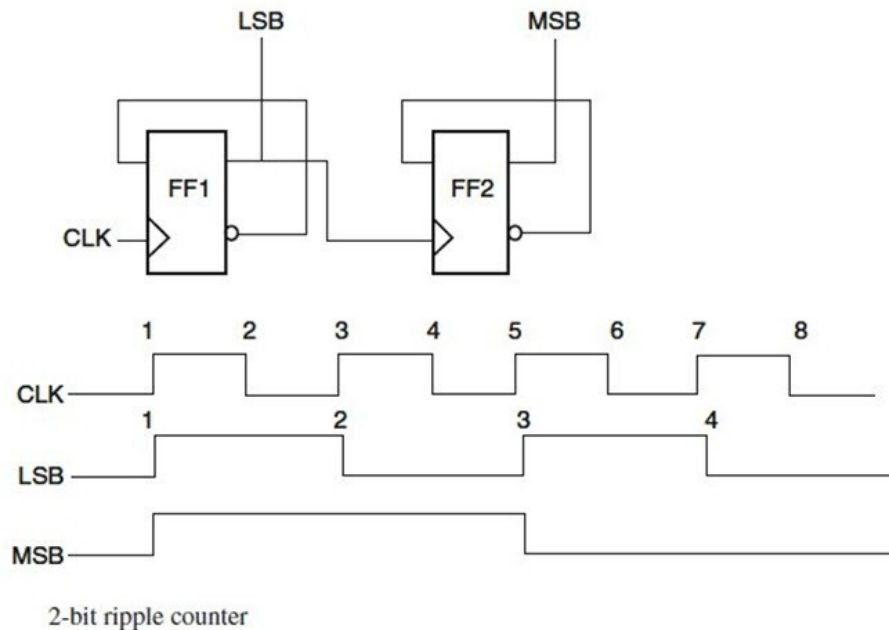 LSB MSB
FF1 FF2
CLK
1 2 3 4 5 6 7 8
CLK
1 2 3 4
LSB
MSB
2-bit ripple counter